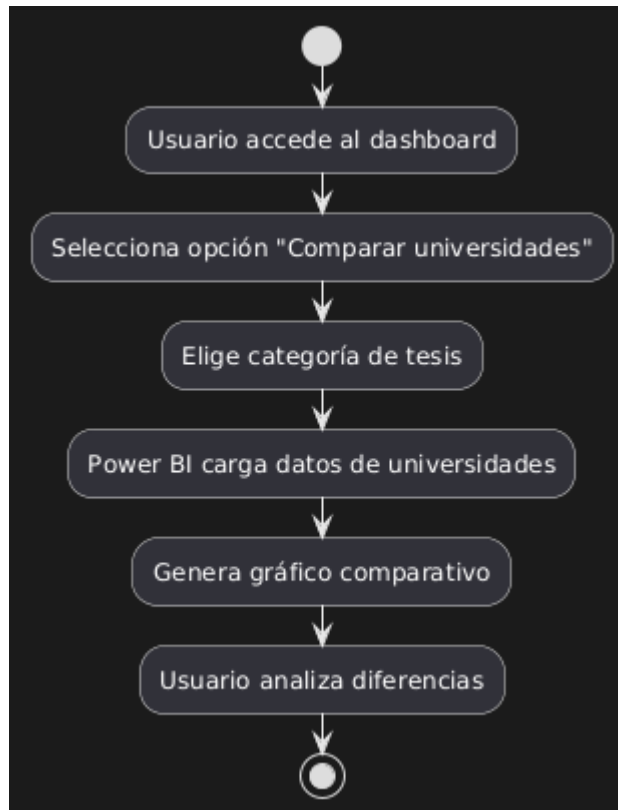 Usuario accede al dashboard
Selecciona opción "Comparar universidades"
Elige categoría de tesis
Power BI carga datos de universidades
Genera gráfico comparativo
Usuario analiza diferencias